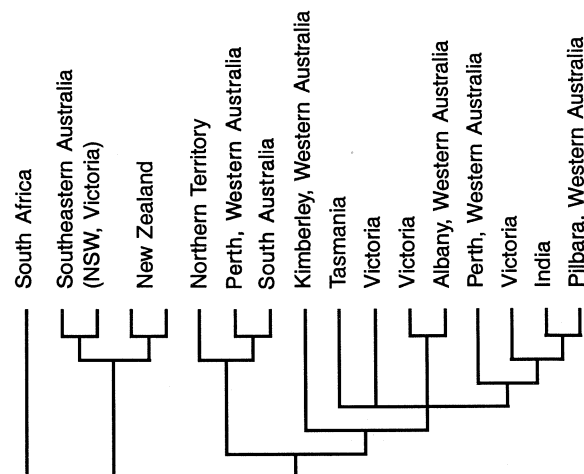 South Africa
Southeastern Australia
(NSW, Victoria)
New Zealand
Northern Territory
Perth, Western Australia
South Australia
Kimberley, Western Australia
Tasmania
Victoria
Victoria
Albany, Western Australia
Perth, Western Australia
Victoria
India
Pilbara, Western Australia